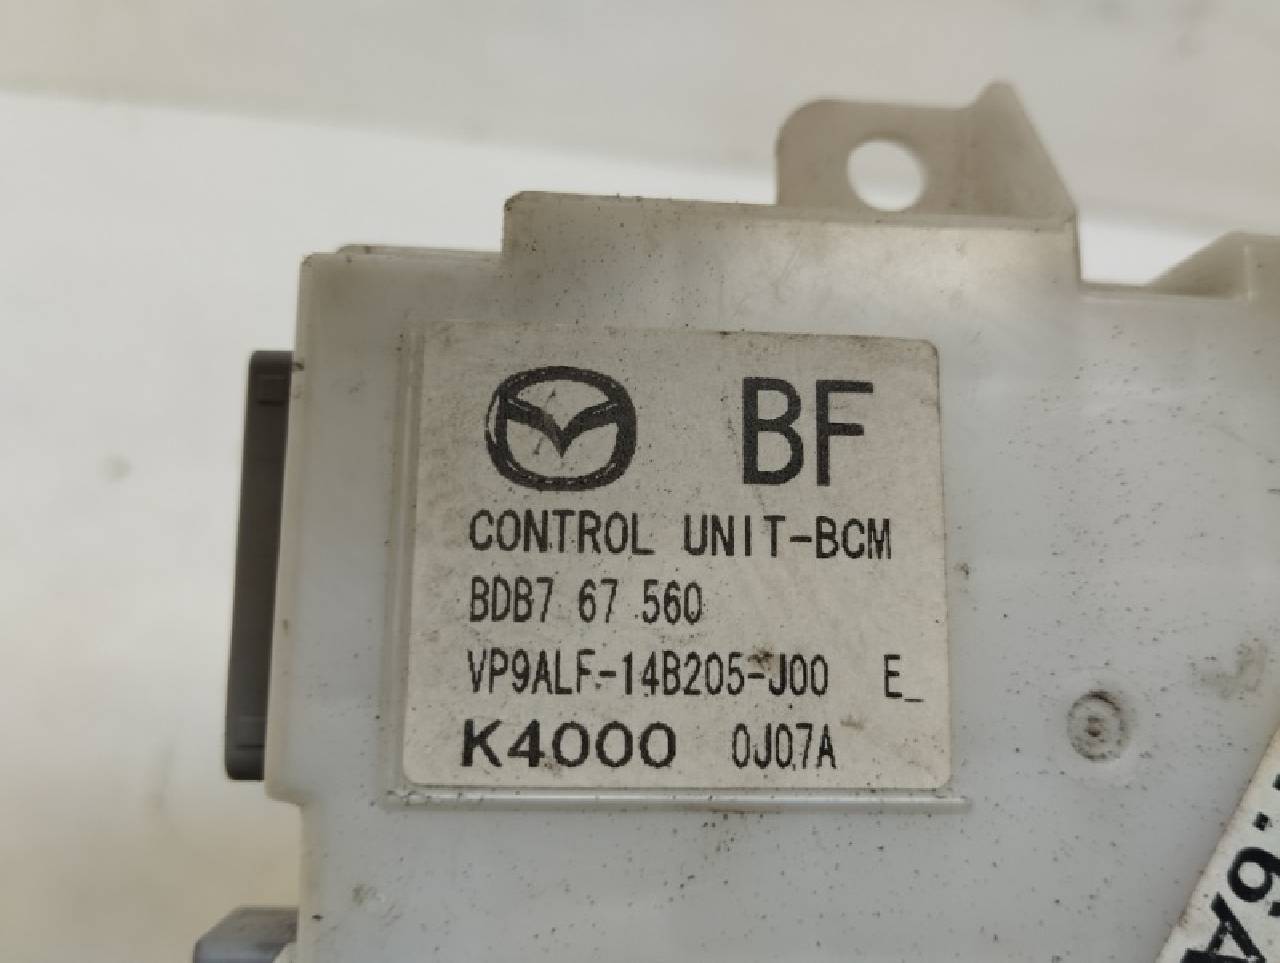 BF
CONTROL UNIT-BCM
BDB7 67 560
VP9ALF-14B205-J00 E_
K4000 0J07A